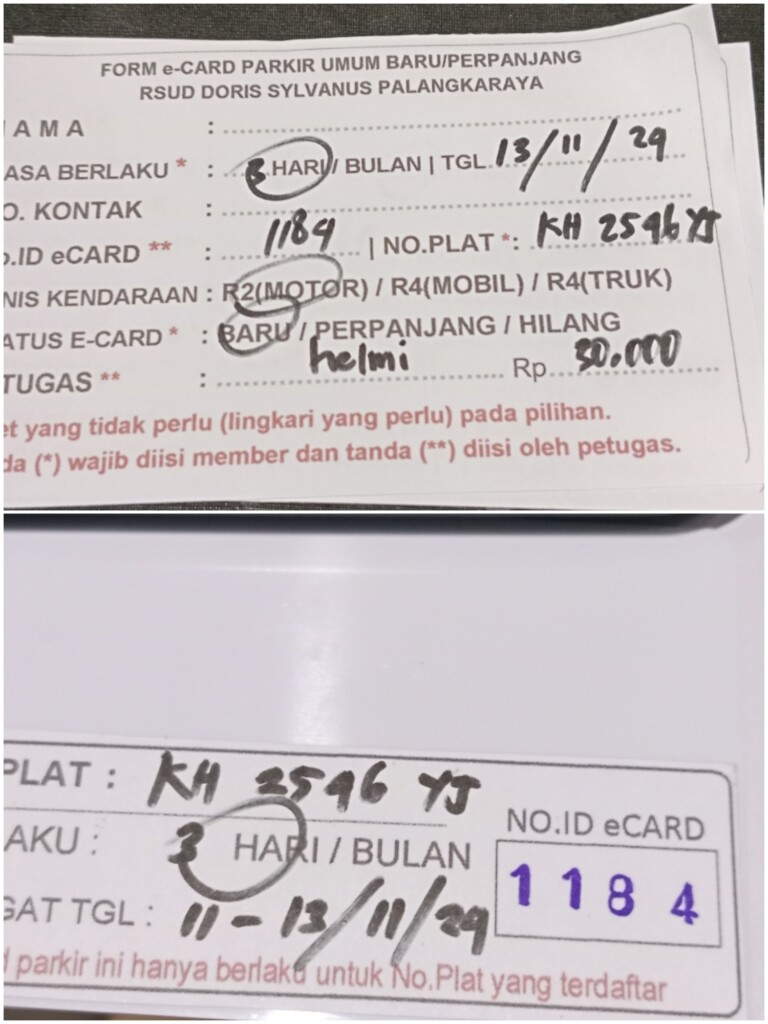 FORM e-CARD PARKIR UMUM BARU/PERPANJANG
RSUD DORIS SYLVANUS PALANGKARAYA
AMA :
ASA BERLAKU * : 3 HARI / BULAN | TGL. 13/11/29
O. KONTAK :
.ID eCARD ** : 1184 | NO.PLAT *: KH 2596 YJ
NIS KENDARAAN : R2(MOTOR) / R4(MOBIL) / R4(TRUK)
ATUS E-CARD * : BARU / PERPANJANG / HILANG
TUGAS ** : helmi Rp. 30.000
et yang tidak perlu (lingkari yang perlu) pada pilihan.
da (*) wajib diisi member dan tanda (**) diisi oleh petugas.
PLAT : KH 2596 YJ
AKU : 3 HARI / BULAN
NO.ID eCARD
1184
GAT TGL : 11 - 13/11/29
d parkir ini hanya berlaku untuk No.Plat yang terdaftar